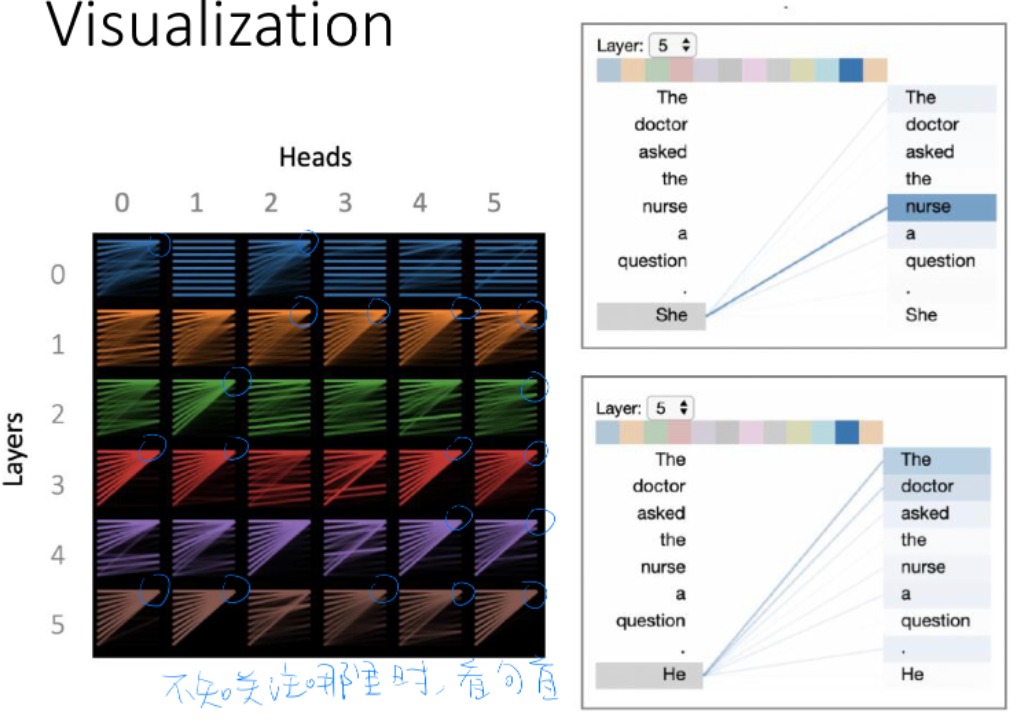 Visualization
Heads
0 1 2 3 4 5
Layers
0
1
2
3
4
5
不知关注哪里时,看句首
Layer: 5
The The
doctor doctor
asked asked
the the
nurse nurse
a a
question question
. .
She She
Layer: 5
The The
doctor doctor
asked asked
the the
nurse nurse
a a
question question
. .
He He